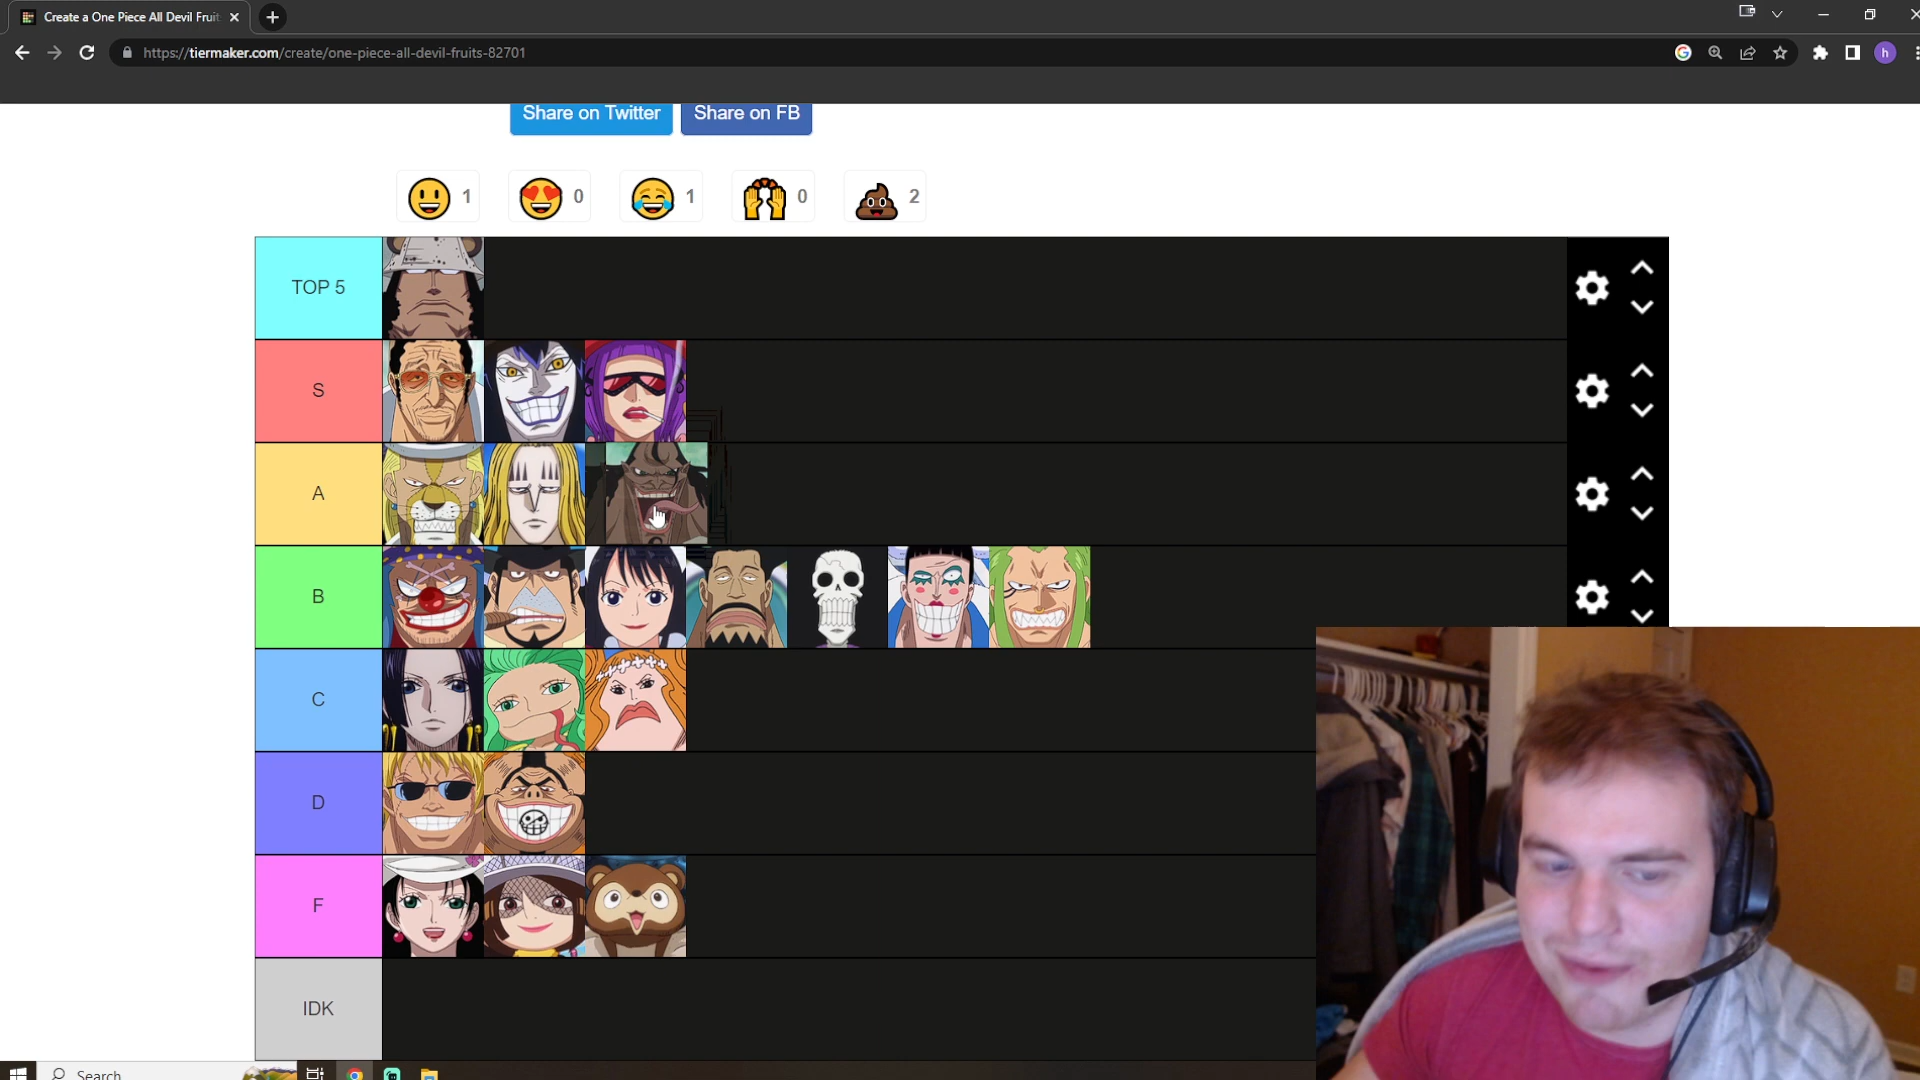 Create a One Piece All Devil Fruit
https://tiermaker.com/create/one-piece-all-devil-fruits-82701
h
Share on Twitter
Share on FB
1
0
1
0
2
TOP 5
S
A
B
C
D
F
IDK
Search